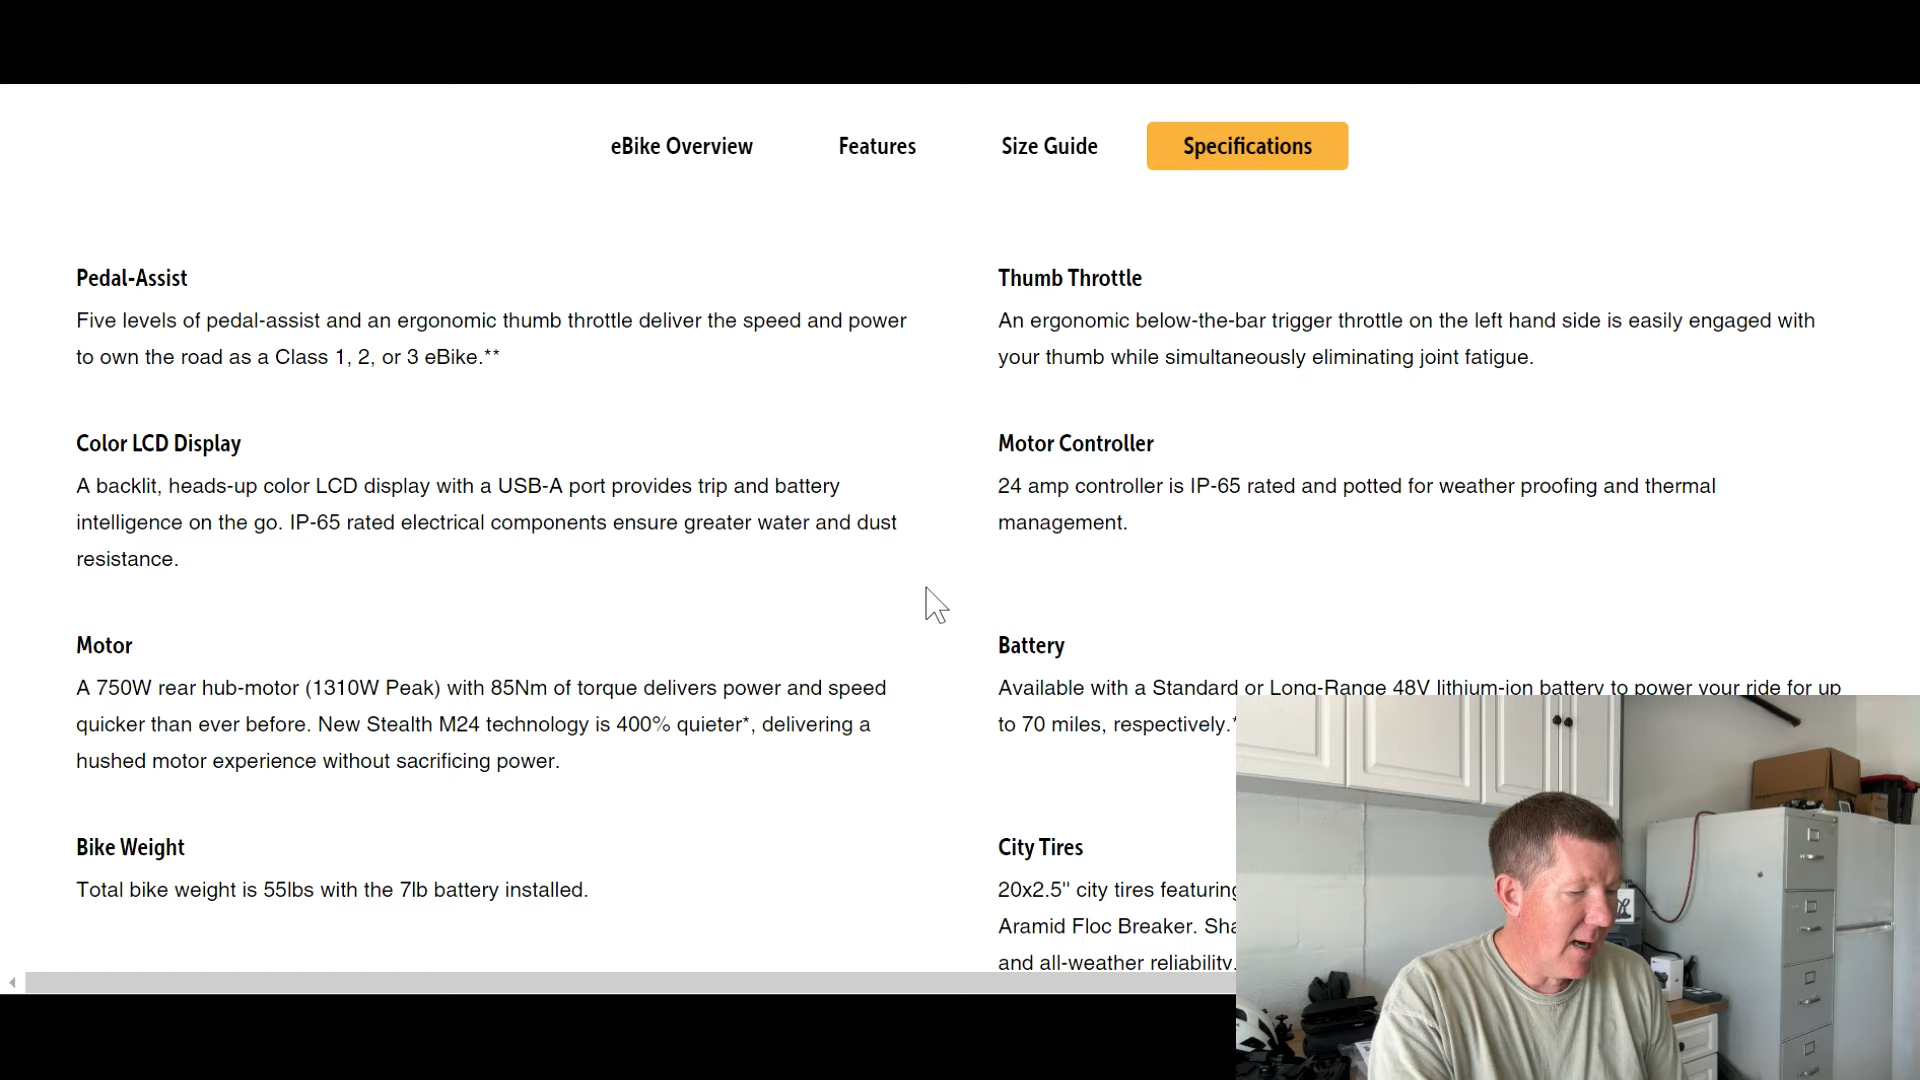 eBike Overview
Features
Size Guide
Specifications
Pedal-Assist
Five levels of pedal-assist and an ergonomic thumb throttle deliver the speed and power
to own the road as a Class 1, 2, or 3 eBike.**
Thumb Throttle
An ergonomic below-the-bar trigger throttle on the left hand side is easily engaged with
your thumb while simultaneously eliminating joint fatigue.
Color LCD Display
A backlit, heads-up color LCD display with a USB-A port provides trip and battery
intelligence on the go. IP-65 rated electrical components ensure greater water and dust
resistance.
Motor Controller
24 amp controller is IP-65 rated and potted for weather proofing and thermal
management.
Motor
A 750W rear hub-motor (1310W Peak) with 85Nm of torque delivers power and speed
quicker than ever before. New Stealth M24 technology is 400% quieter*, delivering a
hushed motor experience without sacrificing power.
Battery
Available with a Standard or Long-Range 48V lithium-ion battery to power your ride for up
to 70 miles, respectively.*
Bike Weight
Total bike weight is 55lbs with the 7lb battery installed.
City Tires
20x2.5" city tires featuring
Aramid Floc Breaker. Sha
and all-weather reliability.